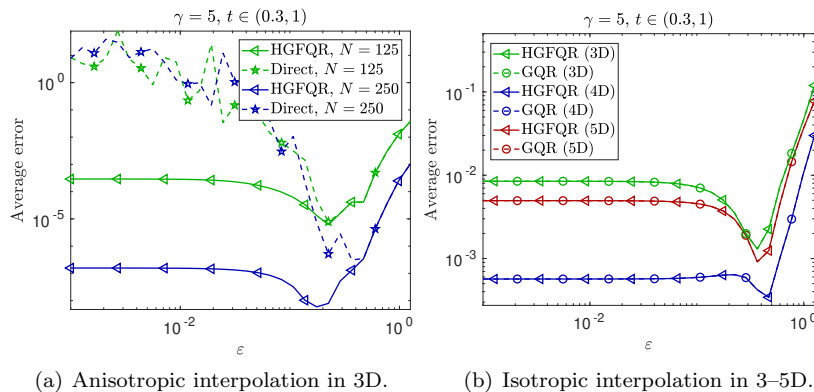 γ = 5, t ∈ (0.3, 1)
HGFQR, N = 125
Direct, N = 125
HGFQR, N = 250
Direct, N = 250
10^0
10^-5
Average error
10^-2
10^0
ε
(a) Anisotropic interpolation in 3D.
γ = 5, t ∈ (0.3, 1)
HGFQR (3D)
GQR (3D)
HGFQR (4D)
GQR (4D)
HGFQR (5D)
GQR (5D)
10^-1
10^-2
10^-3
Average error
10^-2
10^0
ε
(b) Isotropic interpolation in 3–5D.